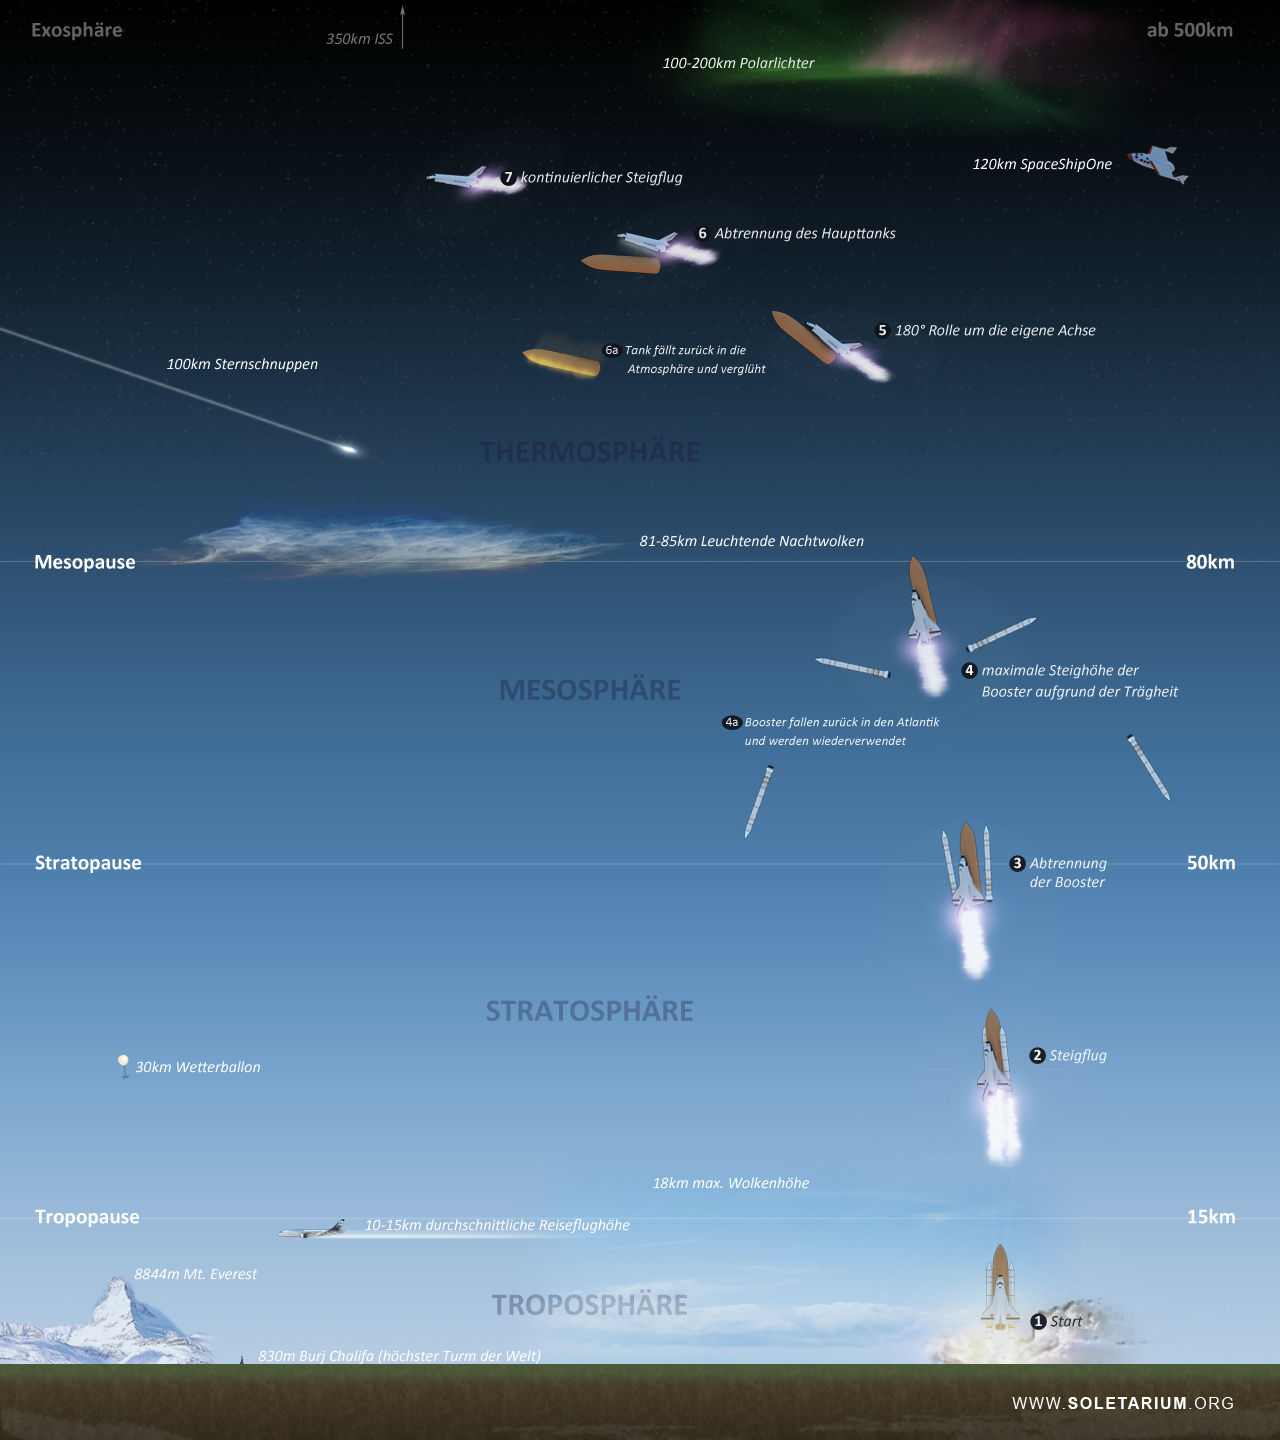 Exosphäre
350km ISS
ab 500km
100-200km Polarlichter
120km SpaceShipOne
7 kontinuierlicher Steigflug
6 Abtrennung des Haupttanks
5 180° Rolle um die eigene Achse
6a Tank fällt zurück in die
Atmosphäre und verglüht
100km Sternschnuppen
THERMOSPHÄRE
81-85km Leuchtende Nachtwolken
Mesopause
80km
4 maximale Steighöhe der
Booster aufgrund der Trägheit
MESOSPHÄRE
4a Booster fallen zurück in den Atlantik
und werden wiederverwendet
Stratopause
3 Abtrennung
der Booster
50km
STRATOSPHÄRE
2 Steigflug
30km Wetterballon
18km max. Wolkenhöhe
Tropopause
10-15km durchschnittliche Reiseflughöhe
15km
8844m Mt. Everest
TROPOSPHÄRE
1 Start
830m Burj Chalifa (höchster Turm der Welt)
WWW.SOLETARIUM.ORG